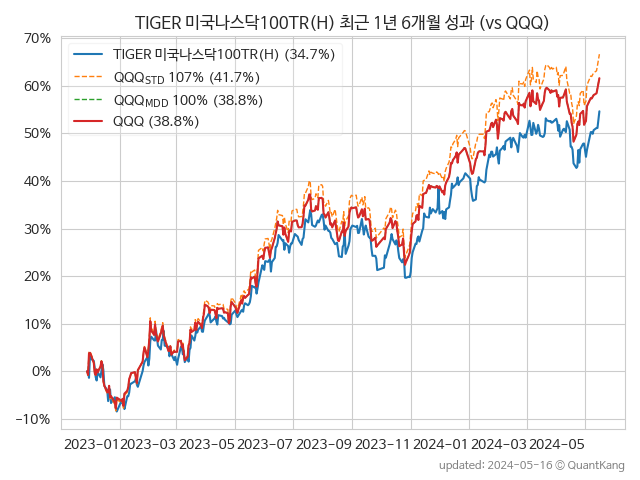 TIGER 미국나스닥100TR(H) 최근 1년 6개월 성과 (vs QQQ)
70%
60%
50%
40%
30%
20%
10%
0%
−10%
TIGER 미국나스닥100TR(H) (34.7%)
QQQSTD 107% (41.7%)
QQQMDD 100% (38.8%)
QQQ (38.8%)
2023-01 2023-03 2023-05 2023-07 2023-09 2023-11 2024-01 2024-03 2024-05
updated: 2024-05-16 © QuantKang